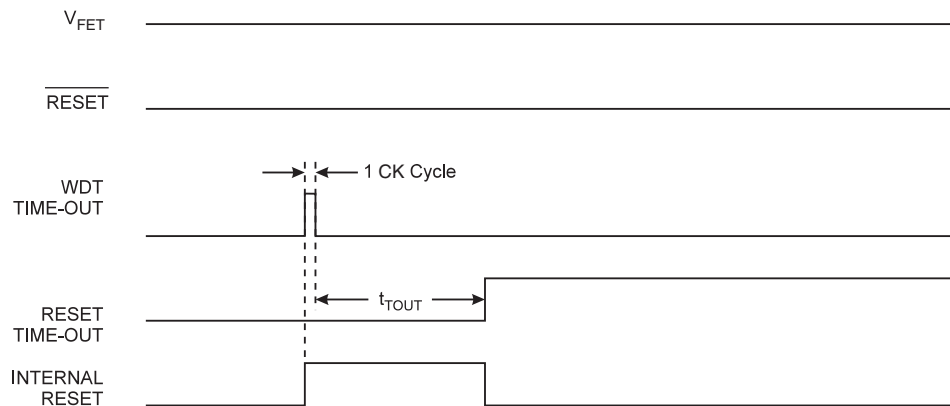 VFET
RESET
1 CK Cycle
WDT
TIME-OUT
tTOUT
RESET
TIME-OUT
INTERNAL
RESET